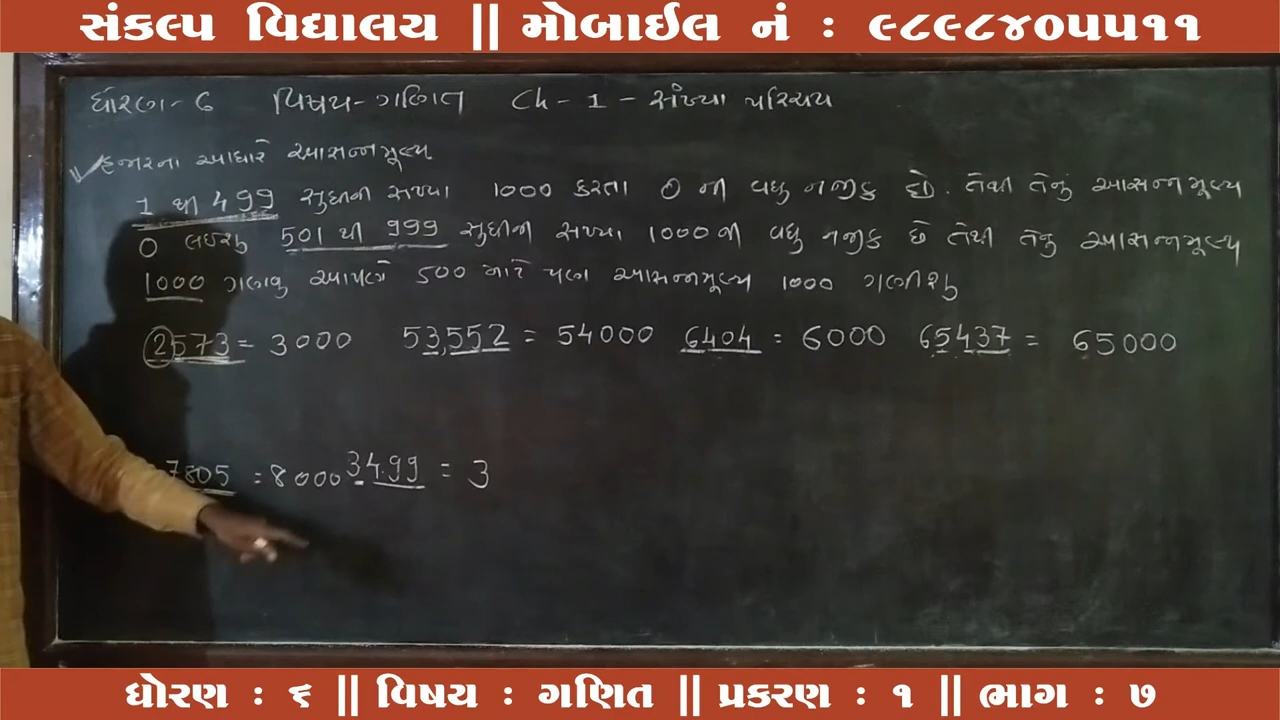 સંકલ્પ વિદ્યાલય || મોબાઈલ નં : ૯૮૯૮૪૦૫૫૧૧
ધોરણ - 6 વિષય - ગણિત Ch - 1 - સંખ્યા પરિચય
હજારના આધારે આસન્નમૂલ્ય
1 થી 499 સુધીની સંખ્યા 1000 કરતા 0 ની વધુ નજીક છે. તેથી તેનું આસન્નમૂલ્ય
0 લઇશું 501 થી 999 સુધીની સંખ્યા 1000 ની વધુ નજીક છે તેથી તેનુ આસન્નમૂલ્ય
1000 ગણાવુ આપણે 500 માટે પણ આસન્નમૂલ્ય 1000 ગણીશુ
2573 = 3000 53,552 = 54000 6404 = 6000 65437 = 65000
7805 = 8000 34.99 = 3
ધોરણ : ૬ || વિષય : ગણિત || પ્રકરણ : ૧ || ભાગ : ૭